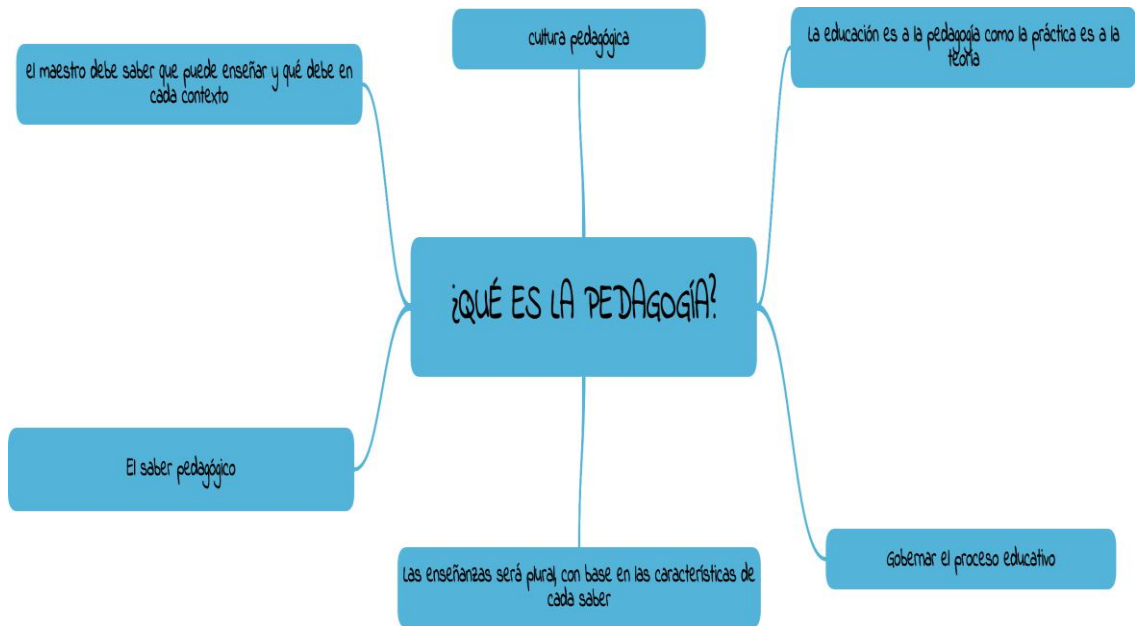 cultura pedagógica
La educación es a la pedagogía como la práctica es a la
teoría
el maestro debe saber que puede enseñar y qué debe en
cada contexto
¿QUÉ ES LA PEDAGOGÍA?
El saber pedagógico
Las enseñanzas será plural, con base en las características de
cada saber
Gobernar el proceso educativo